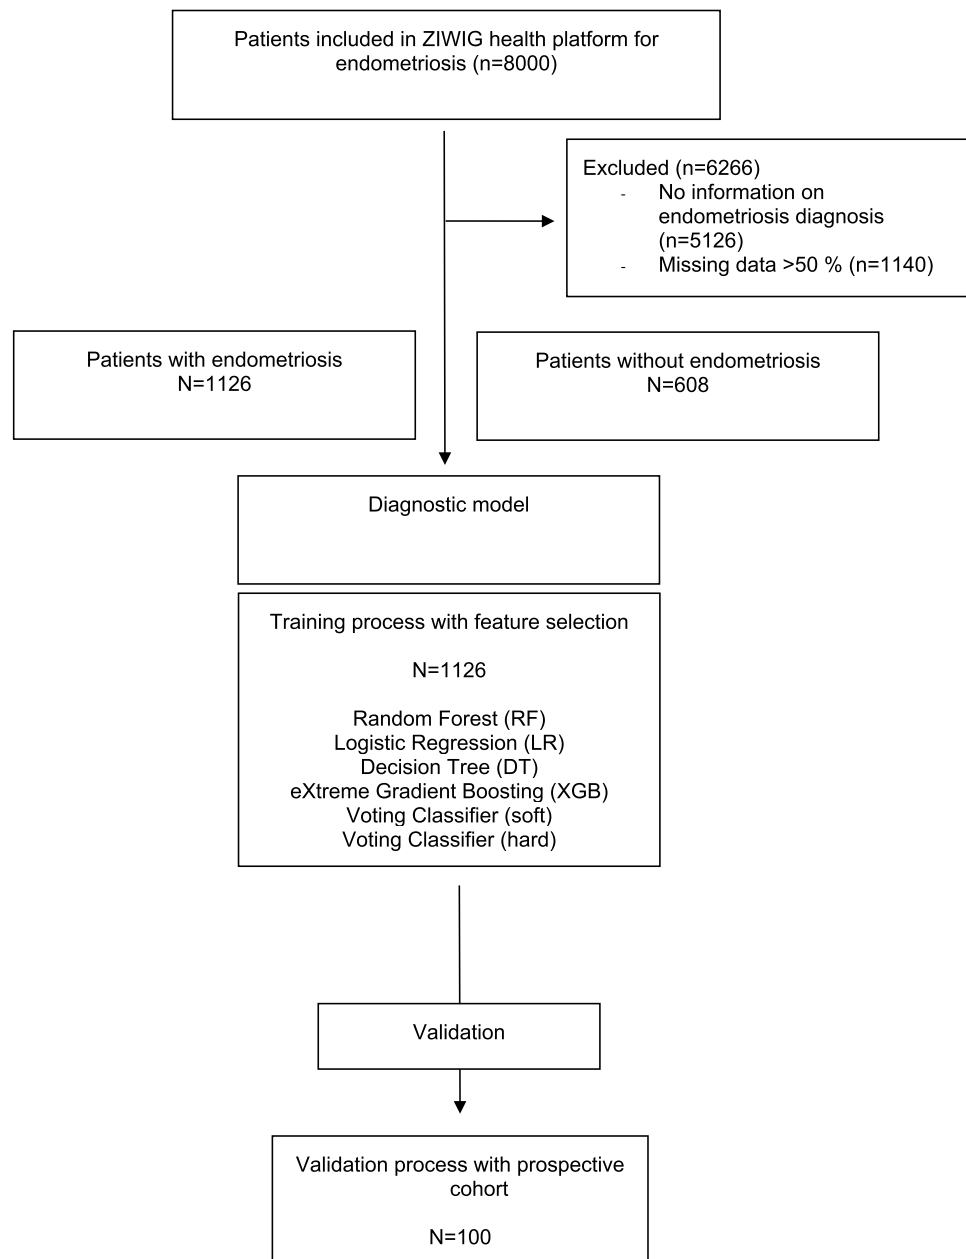 Patients included in ZIWIG health platform for
endometriosis (n=8000)
Excluded (n=6266)
- No information on
endometriosis diagnosis
(n=5126)
- Missing data >50 % (n=1140)
Patients with endometriosis
N=1126
Patients without endometriosis
N=608
Diagnostic model
Training process with feature selection
N=1126
Random Forest (RF)
Logistic Regression (LR)
Decision Tree (DT)
eXtreme Gradient Boosting (XGB)
Voting Classifier (soft)
Voting Classifier (hard)
Validation
Validation process with prospective
cohort
N=100